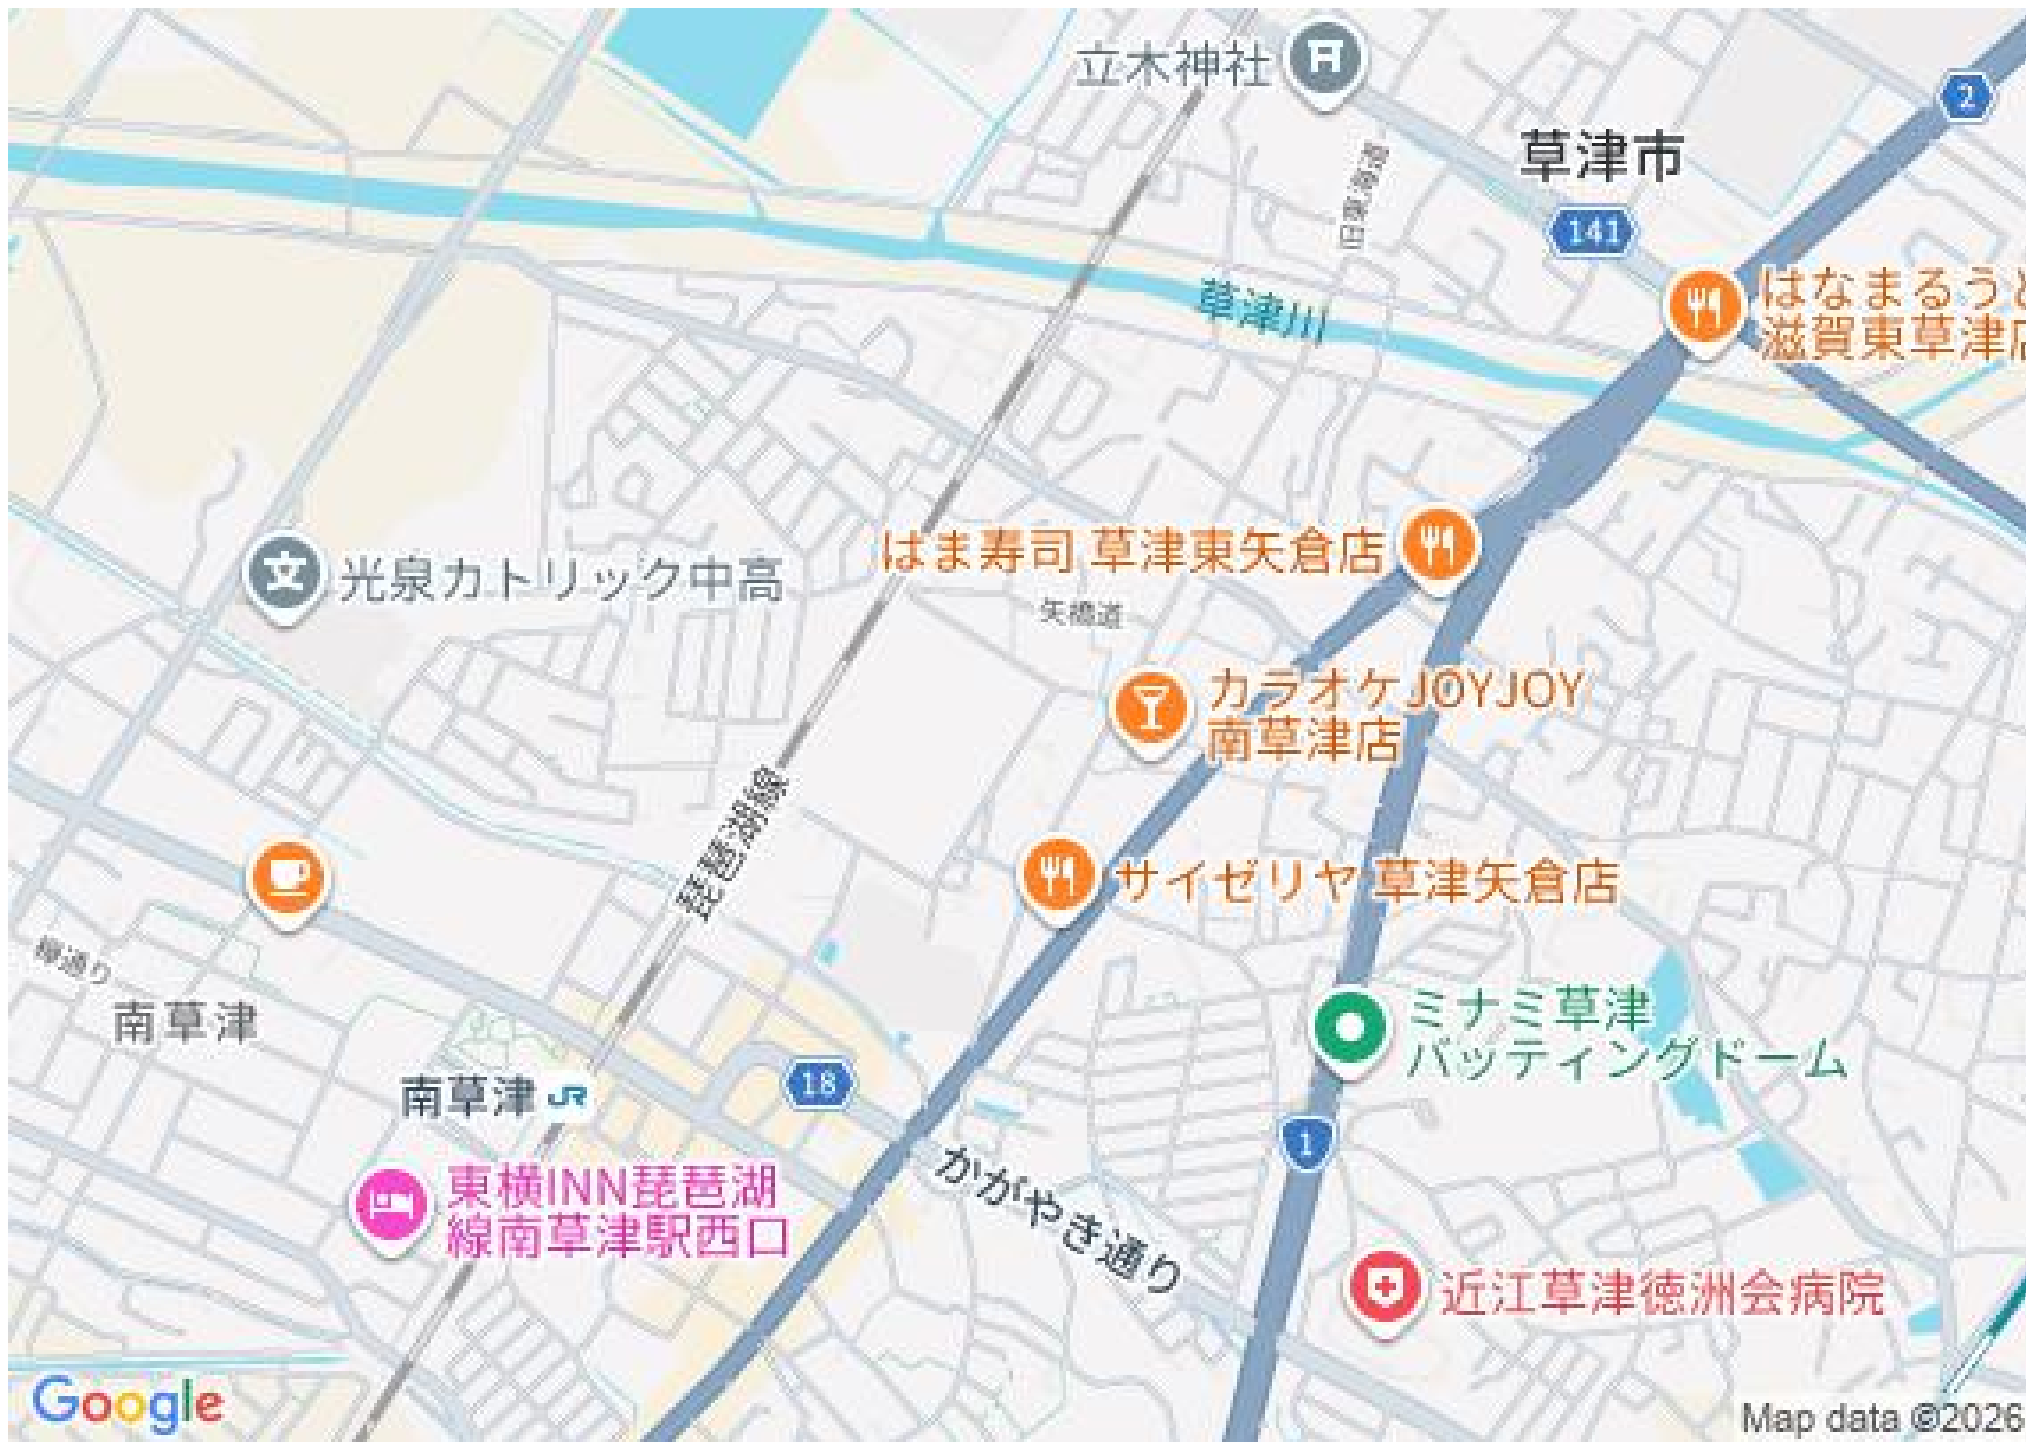 立木神社
2
草津市
旧東海道
141
はなまるうど
滋賀東草津店
草津川
はま寿司 草津東矢倉店
光泉カトリック中高
矢橋道
カラオケJOYJOY
南草津店
琵琶湖線
サイゼリヤ 草津矢倉店
欅通り
南草津
ミナミ草津
バッティングドーム
南草津 JR
18
1
かがやき通り
東横INN琵琶湖
線南草津駅西口
近江草津徳洲会病院
Google
Map data ©2026